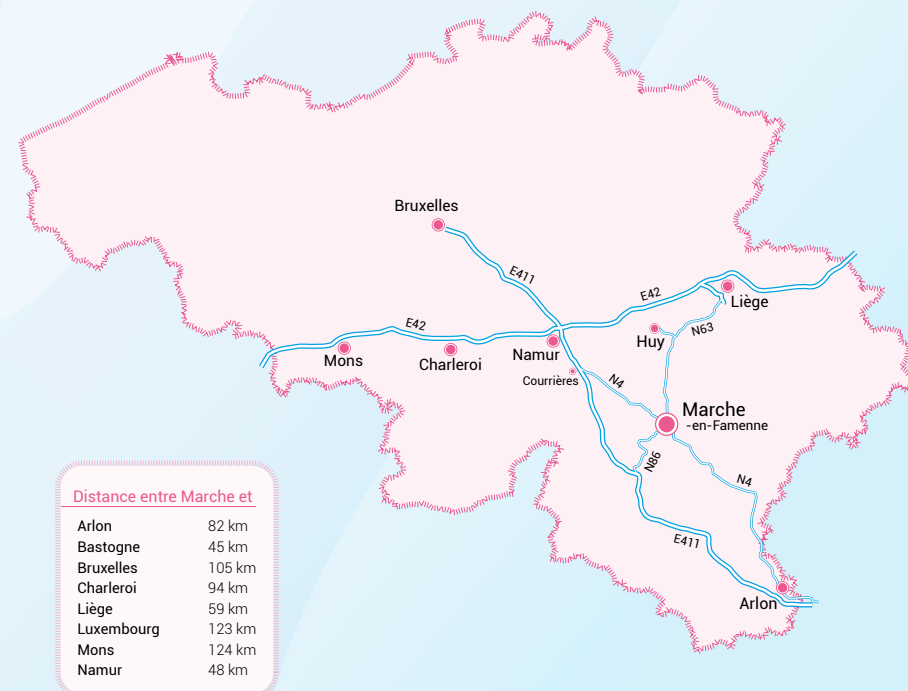 Bruxelles
E411
E42
Liège
E42
N63
Huy
Mons
Charleroi
Namur
Courrières
N4
Marche
-en-Famenne
N86
N4
E411
Arlon
Distance entre Marche et
Arlon 82 km
Bastogne 45 km
Bruxelles 105 km
Charleroi 94 km
Liège 59 km
Luxembourg 123 km
Mons 124 km
Namur 48 km